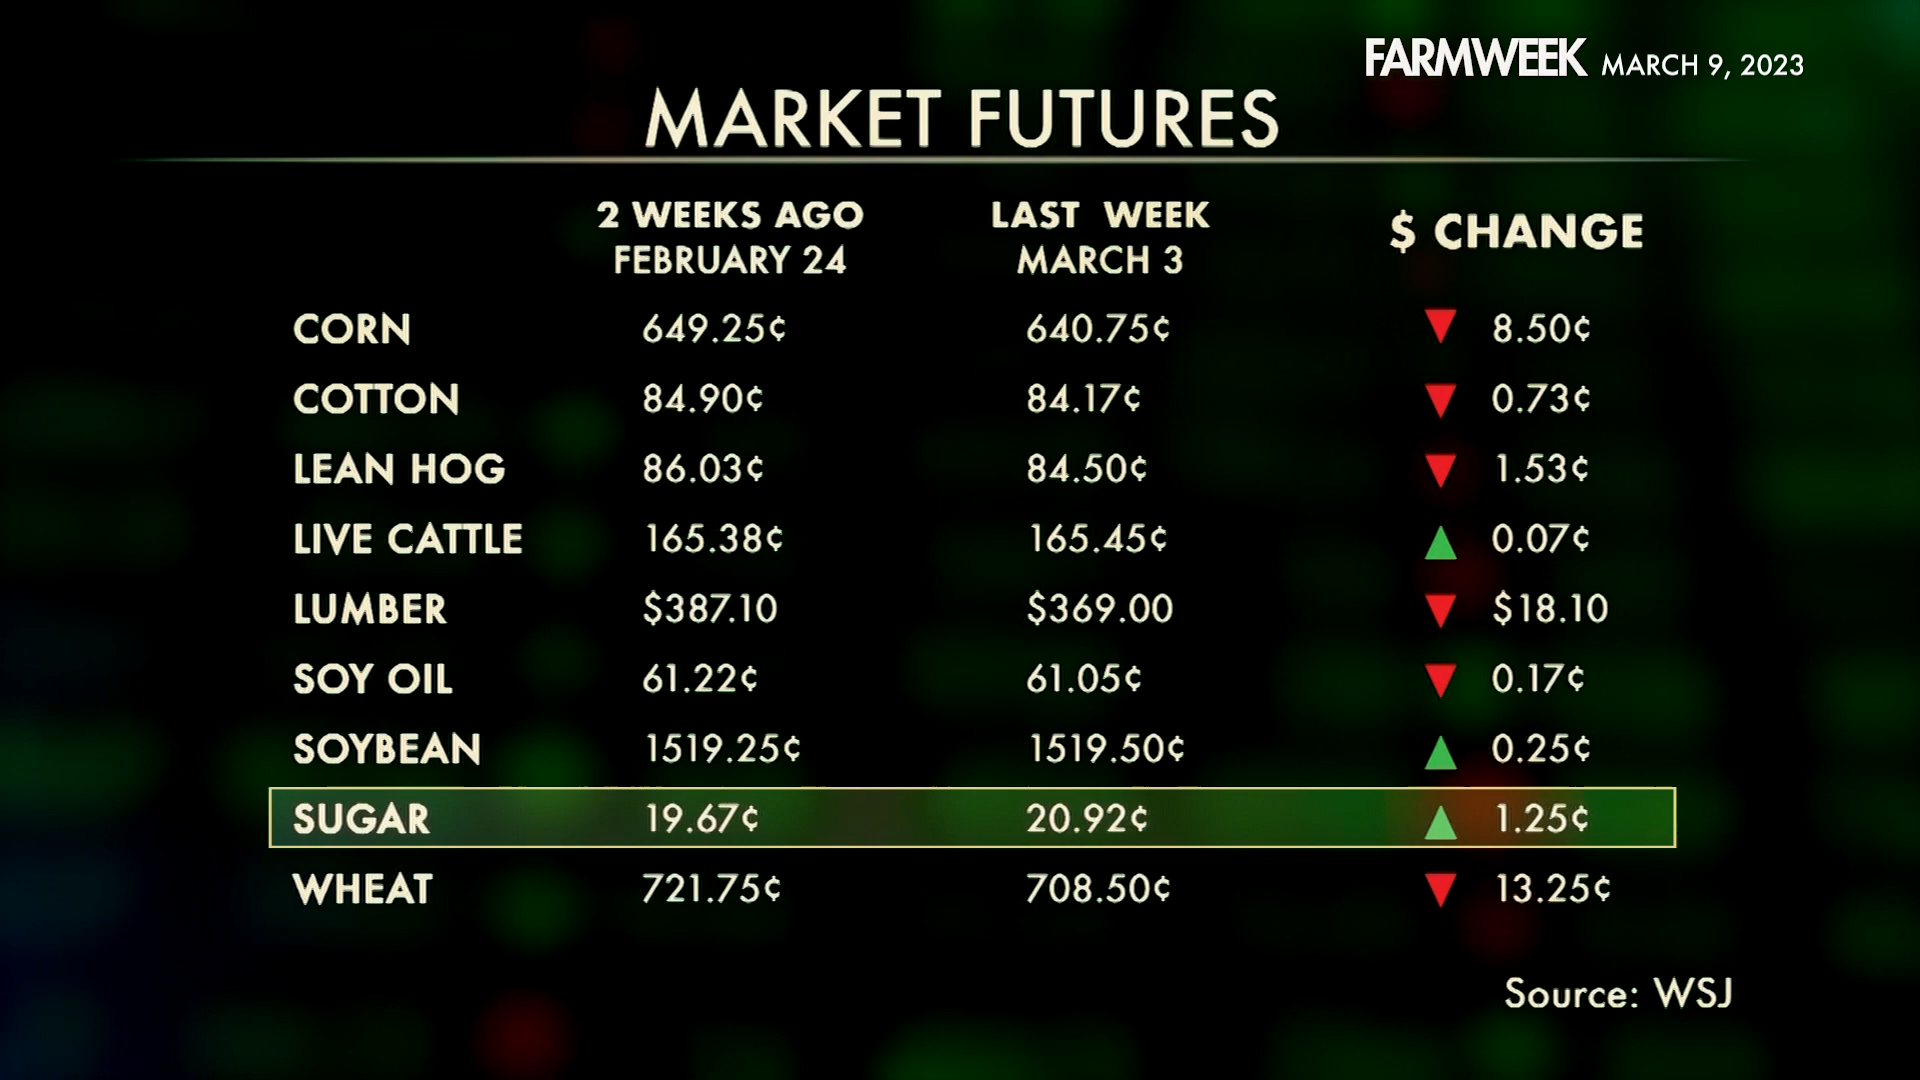 FARMWEEK MARCH 9, 2023
MARKET FUTURES
2 WEEKS AGO LAST WEEK $ CHANGE
FEBRUARY 24 MARCH 3
CORN 649.25¢ 640.75¢ ▼ 8.50¢
COTTON 84.90¢ 84.17¢ ▼ 0.73¢
LEAN HOG 86.03¢ 84.50¢ ▼ 1.53¢
LIVE CATTLE 165.38¢ 165.45¢ ▲ 0.07¢
LUMBER $387.10 $369.00 ▼ $18.10
SOY OIL 61.22¢ 61.05¢ ▼ 0.17¢
SOYBEAN 1519.25¢ 1519.50¢ ▲ 0.25¢
SUGAR 19.67¢ 20.92¢ ▲ 1.25¢
WHEAT 721.75¢ 708.50¢ ▼ 13.25¢
Source: WSJ